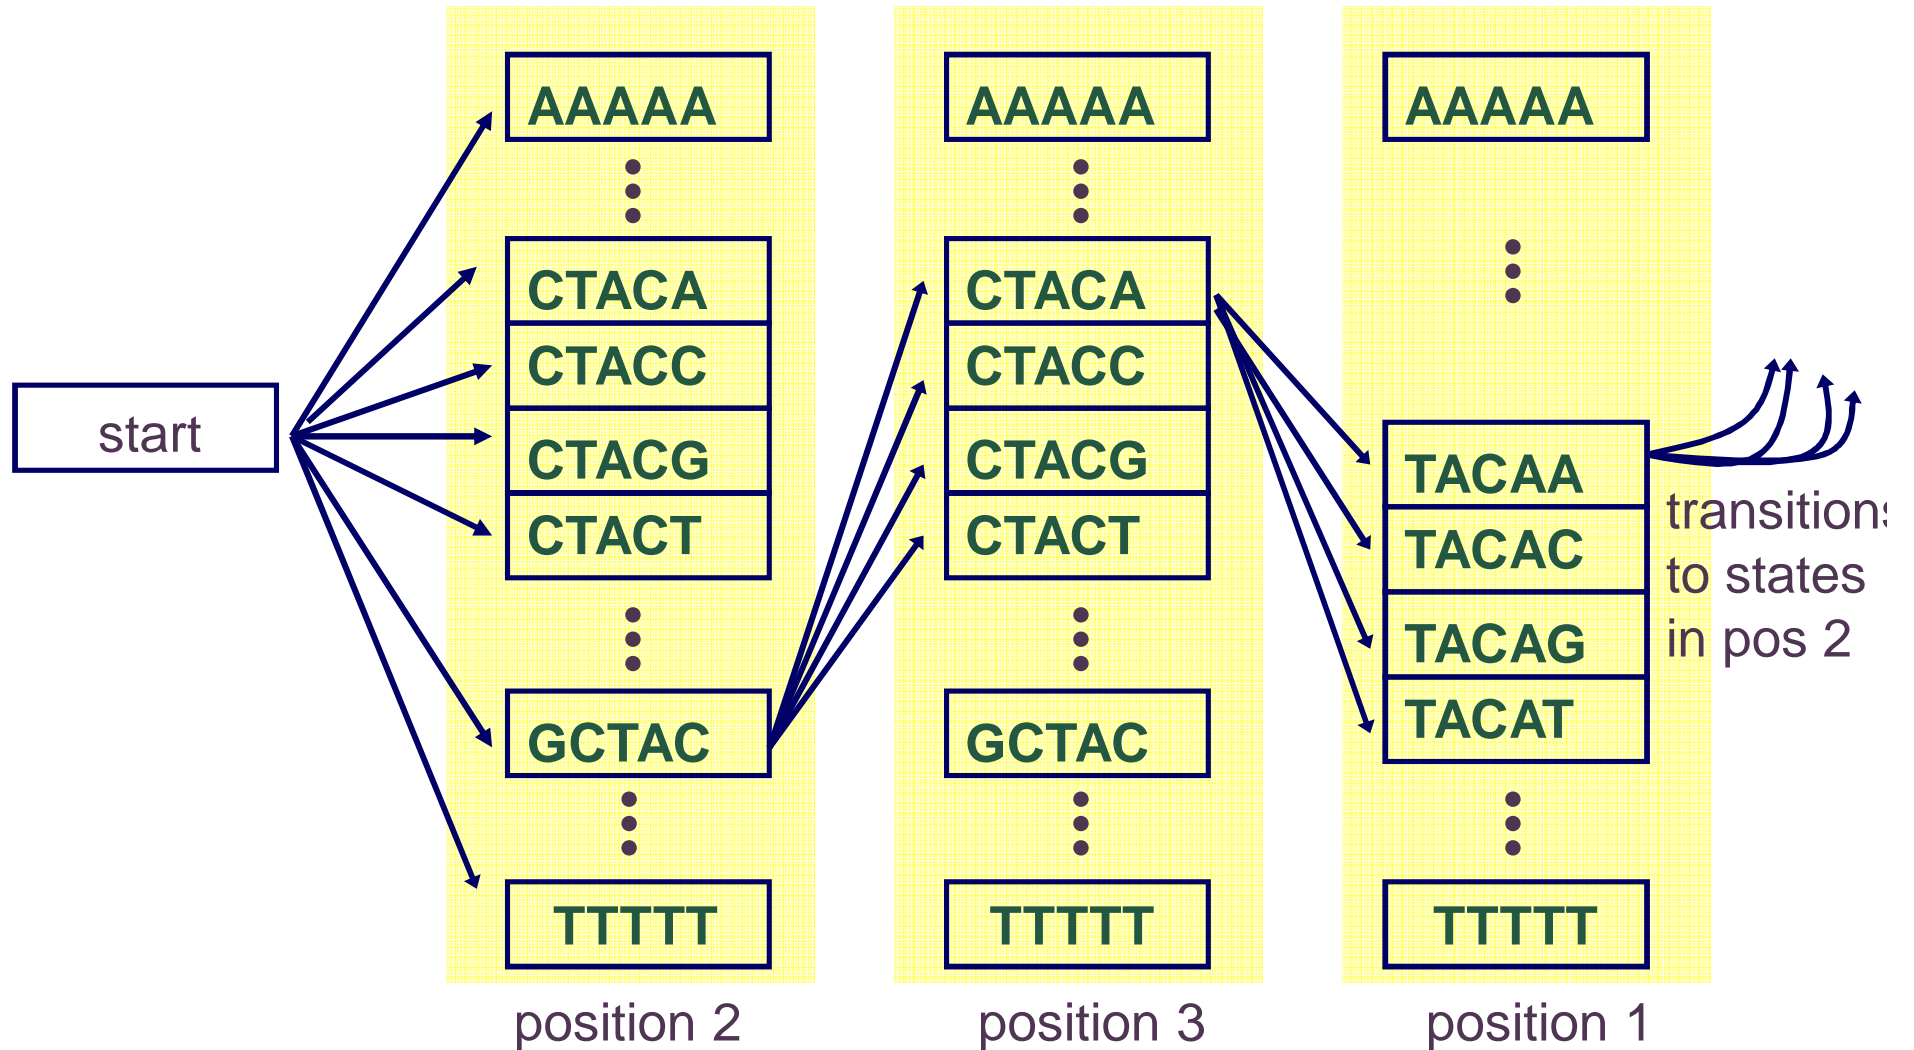 start
AAAAA
CTACA
CTACC
CTACG
CTACT
GCTAC
TTTTT
position 2
AAAAA
CTACA
CTACC
CTACG
CTACT
GCTAC
TTTTT
position 3
AAAAA
TACAA
TACAC
TACAG
TACAT
TTTTT
position 1
transitions
to states
in pos 2